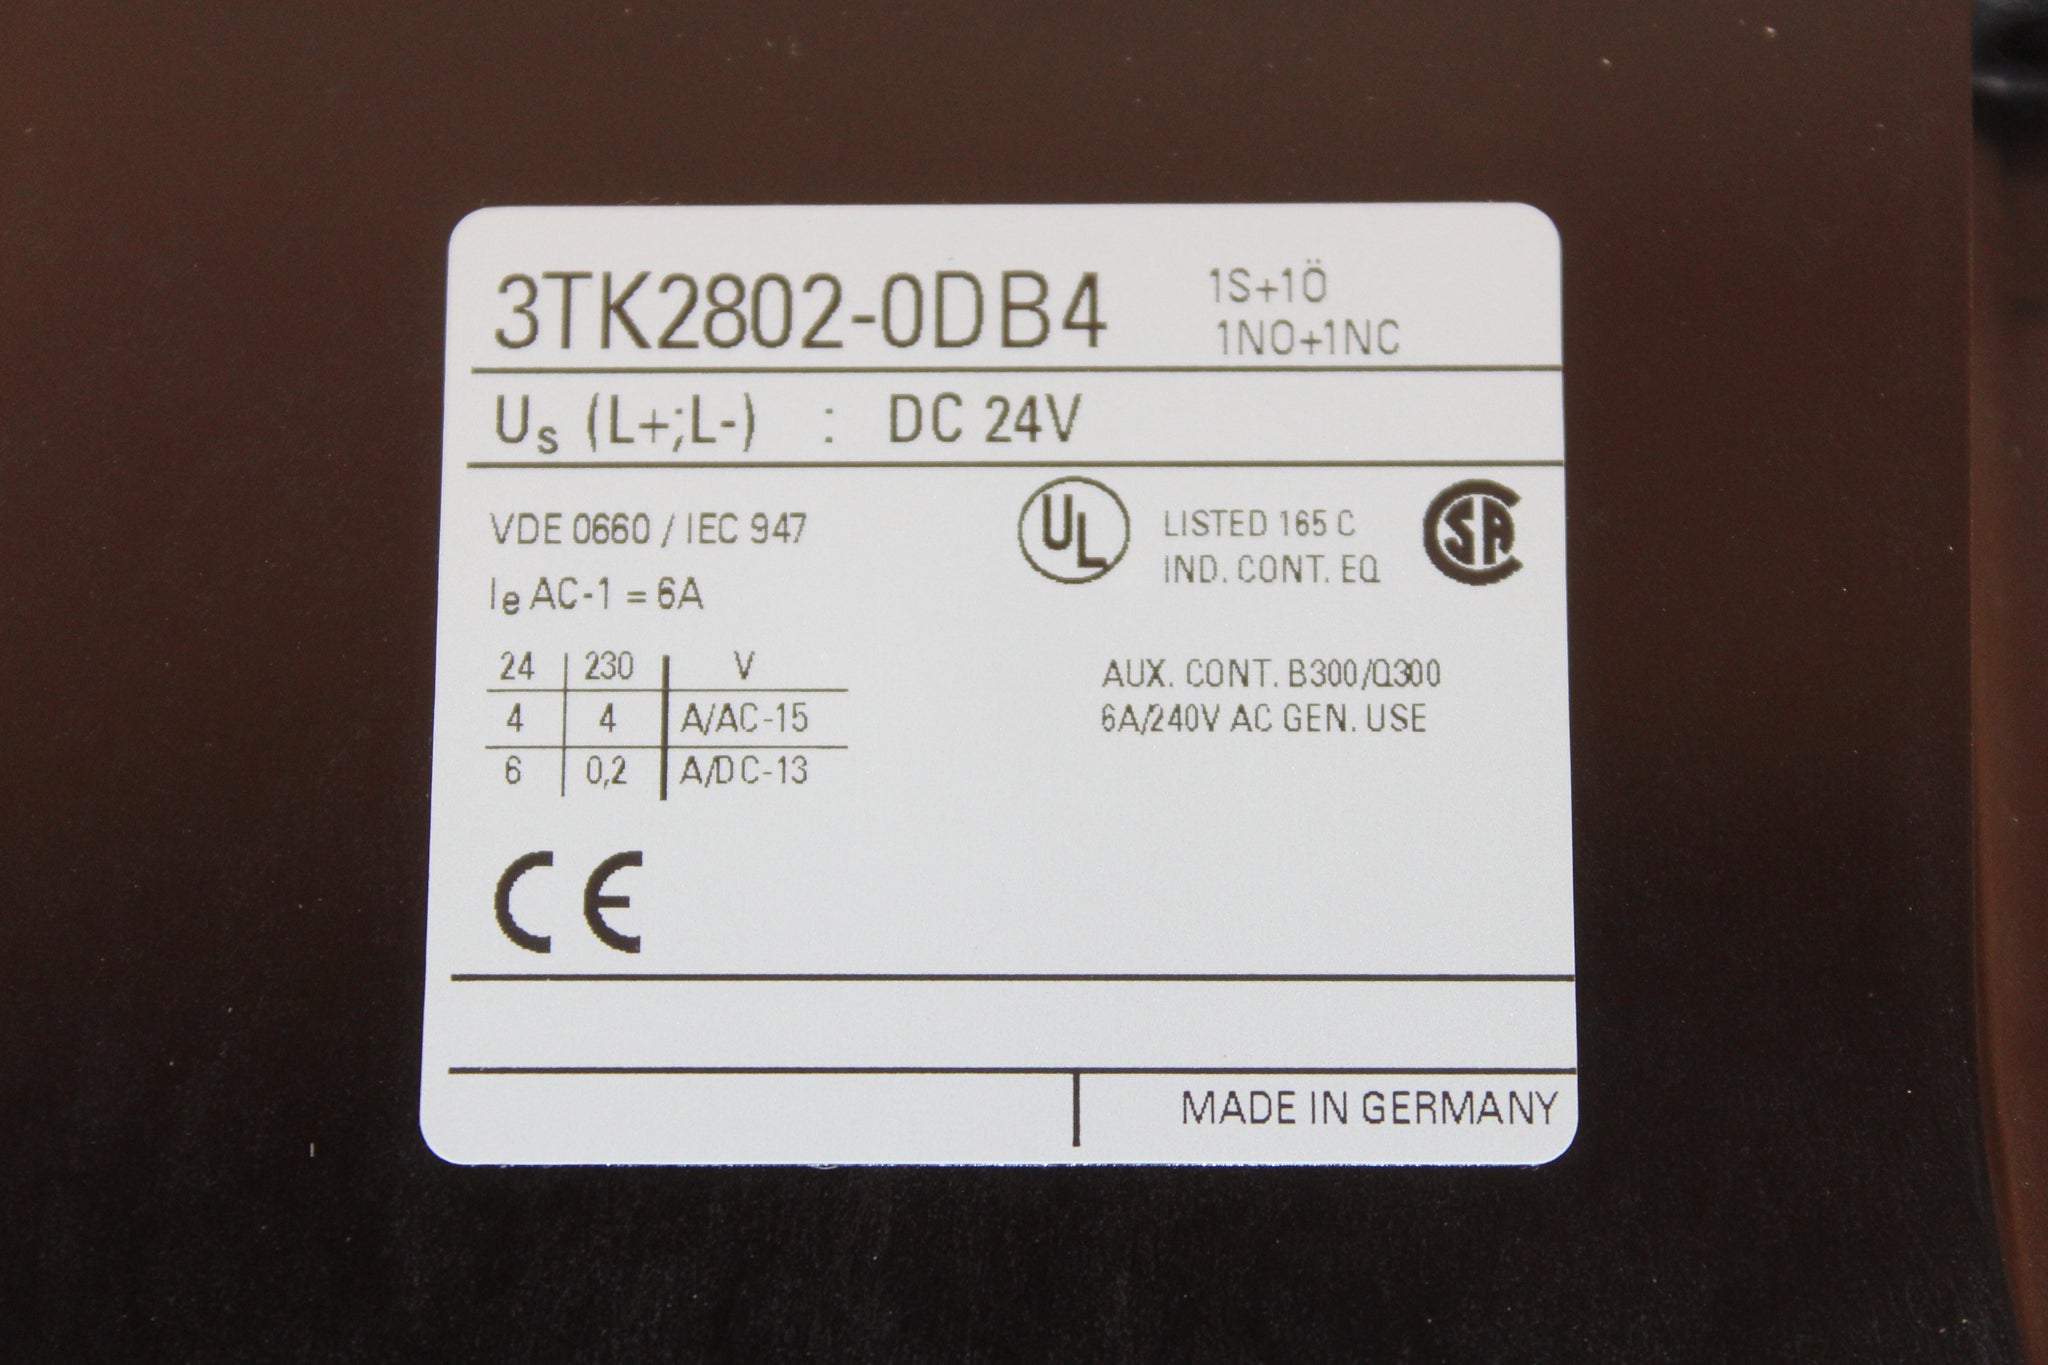 3TK2802-0DB4
1S+1Ö
1NO+1NC
Us (L+;L-) : DC 24V
VDE 0660 / IEC 947
Ie AC-1 = 6A
UL
LISTED 165 C
IND. CONT. EQ
SA
24 230 V
4 4 A/AC-15
6 0,2 A/DC-13
AUX. CONT. B300/Q300
6A/240V AC GEN. USE
CE
MADE IN GERMANY